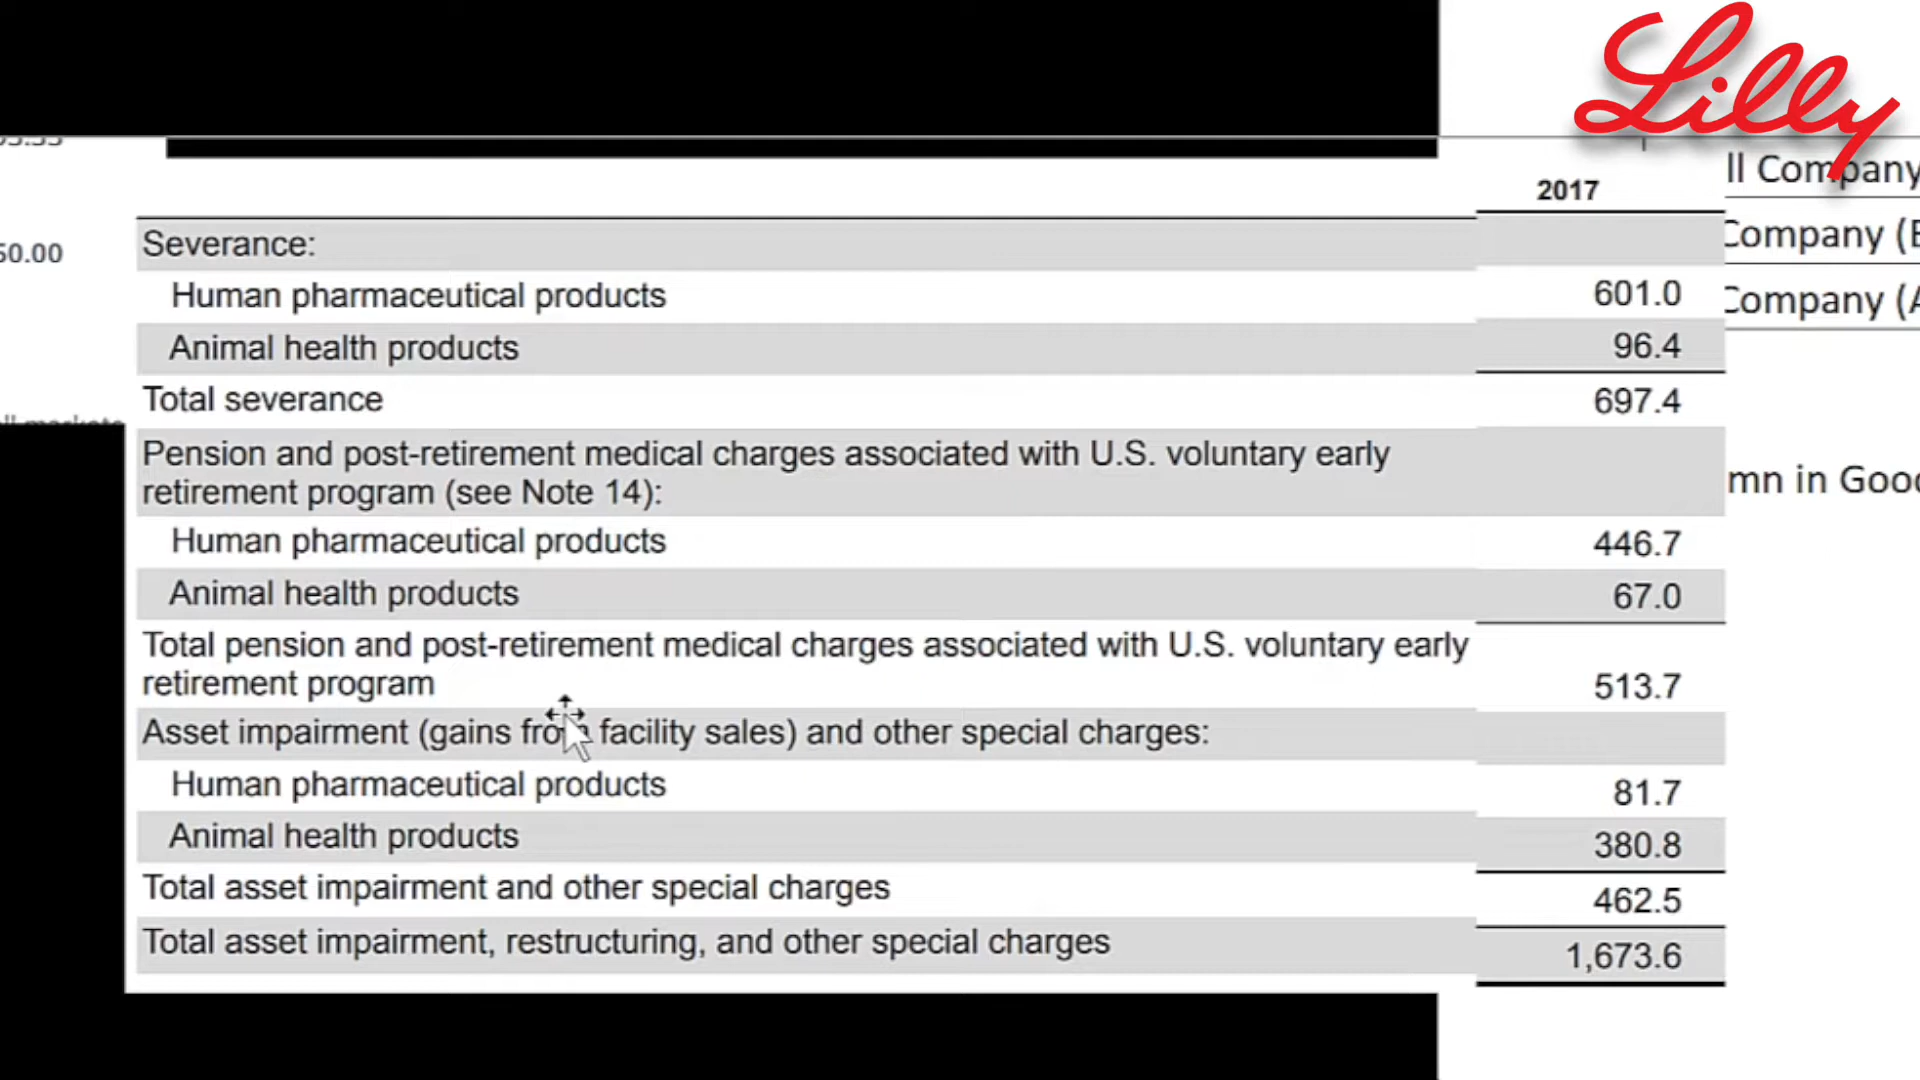 Lilly
ll Company
2017
Company (
Severance:
50.00
Human pharmaceutical products 601.0
Company (
Animal health products 96.4
Total severance 697.4
Pension and post-retirement medical charges associated with U.S. voluntary early
retirement program (see Note 14):
mn in Goo
Human pharmaceutical products 446.7
Animal health products 67.0
Total pension and post-retirement medical charges associated with U.S. voluntary early
retirement program 513.7
Asset impairment (gains from facility sales) and other special charges:
Human pharmaceutical products 81.7
Animal health products 380.8
Total asset impairment and other special charges 462.5
Total asset impairment, restructuring, and other special charges 1,673.6